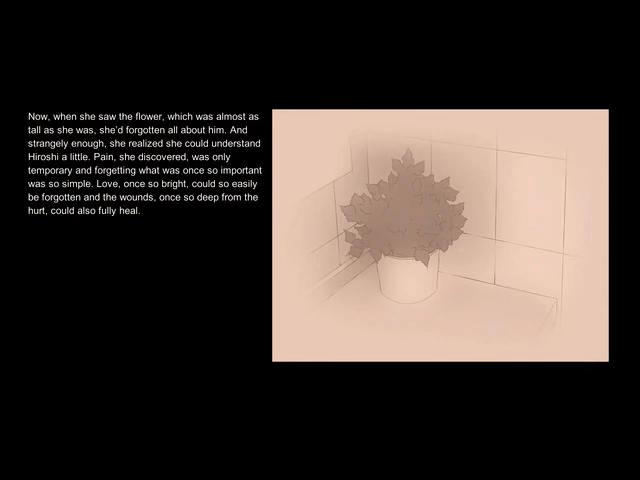 Now, when she saw the flower, which was almost as
tall as she was, she'd forgotten all about him. And
strangely enough, she realized she could understand
Hiroshi a little. Pain, she discovered, was only
temporary and forgetting what was once so important
was so simple. Love, once so bright, could so easily
be forgotten and the wounds, once so deep from the
hurt, could also fully heal.